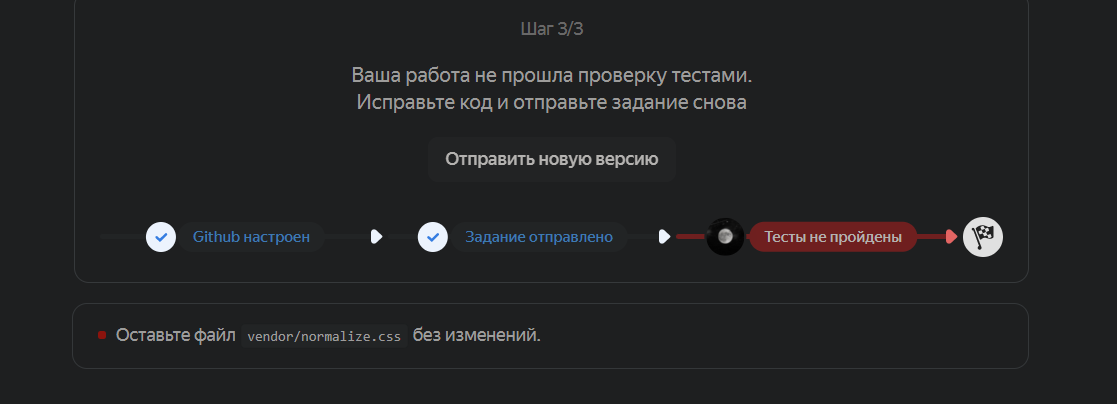 Шаг 3/3
Ваша работа не прошла проверку тестами.
Исправьте код и отправьте задание снова
Отправить новую версию
Github настроен
Задание отправлено
Тесты не пройдены
Оставьте файл vendor/normalize.css без изменений.